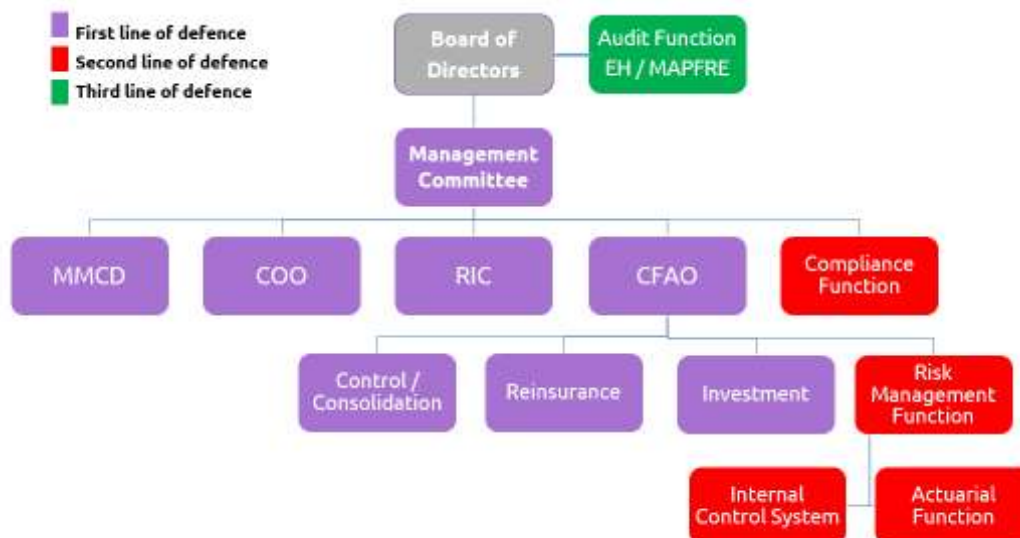 First line of defence
Second line of defence
Third line of defence
Board of
Directors
Audit Function
EH / MAPFRE
Management
Committee
MMCD
COO
RIC
CFAO
Compliance
Function
Control /
Consolidation
Reinsurance
Investment
Risk
Management
Function
Internal
Control System
Actuarial
Function